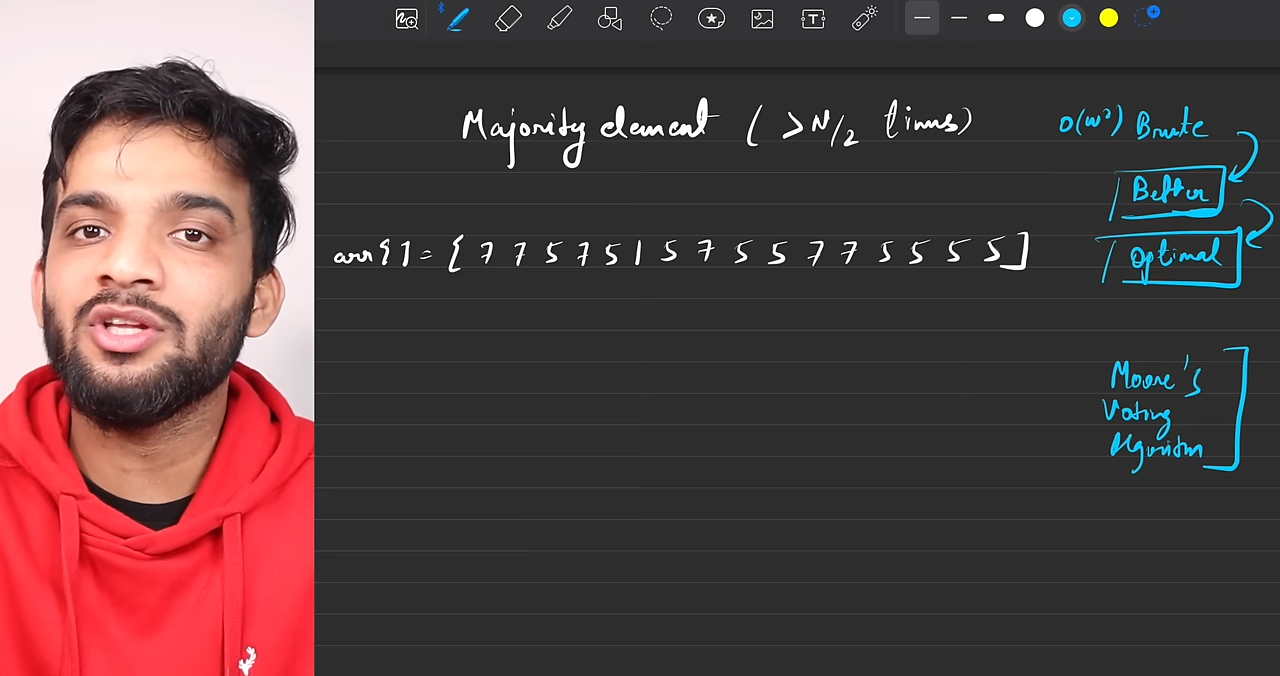 Majority element ( > N/2 times)
O(N²) Brute
Better
Optimal
arr[] = [ 7 7 5 7 5 1 5 7 5 5 7 7 5 5 5 5 ]
Moore's
Voting
Algorithm